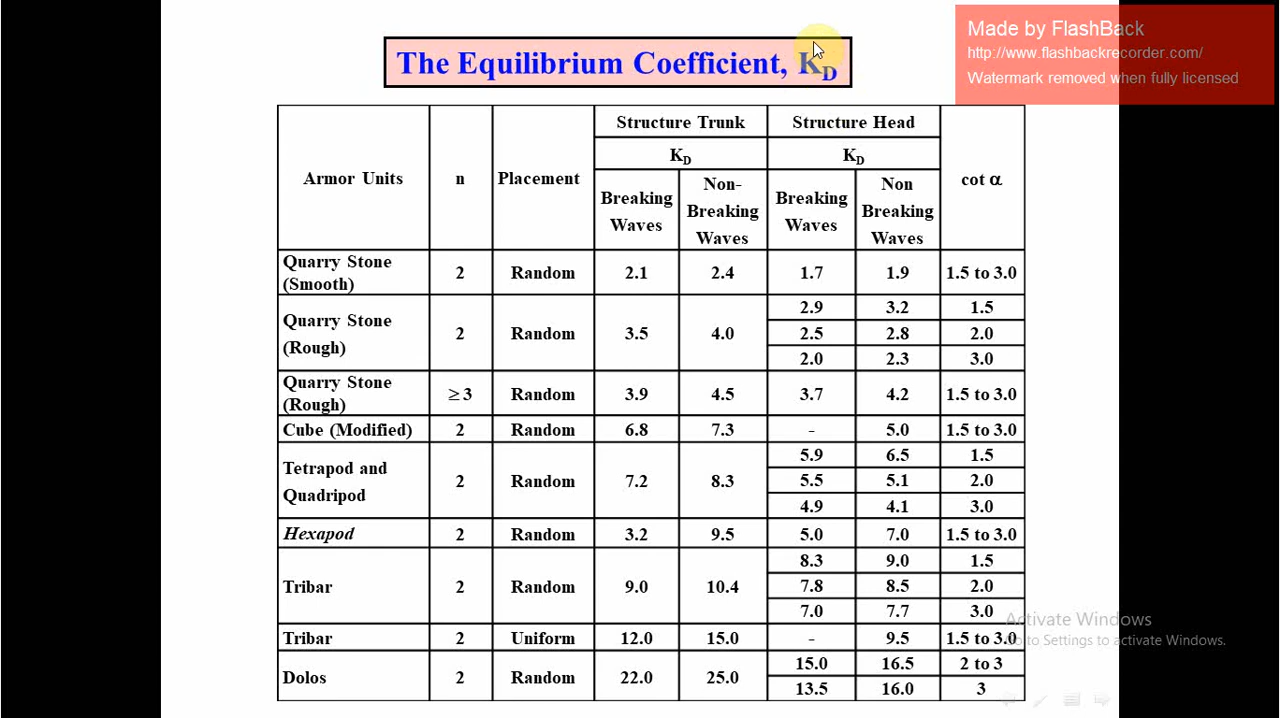 Made by FlashBack
http://www.flashbackrecorder.com/
Watermark removed when fully licensed
The Equilibrium Coefficient, KD
Armor Units n Placement Structure Trunk Structure Head cot α
KD KD
Breaking Waves Non-Breaking Waves Breaking Waves Non Breaking Waves
Quarry Stone (Smooth) 2 Random 2.1 2.4 1.7 1.9 1.5 to 3.0
Quarry Stone (Rough) 2 Random 3.5 4.0 2.9 3.2 1.5
2.5 2.8 2.0
2.0 2.3 3.0
Quarry Stone (Rough) ≥ 3 Random 3.9 4.5 3.7 4.2 1.5 to 3.0
Cube (Modified) 2 Random 6.8 7.3 - 5.0 1.5 to 3.0
Tetrapod and Quadripod 2 Random 7.2 8.3 5.9 6.5 1.5
5.5 5.1 2.0
4.9 4.1 3.0
Hexapod 2 Random 3.2 9.5 5.0 7.0 1.5 to 3.0
Tribar 2 Random 9.0 10.4 8.3 9.0 1.5
7.8 8.5 2.0
7.0 7.7 3.0
Tribar 2 Uniform 12.0 15.0 - 9.5 1.5 to 3.0
Dolos 2 Random 22.0 25.0 15.0 16.5 2 to 3
13.5 16.0 3
Activate Windows
Go to Settings to activate Windows.